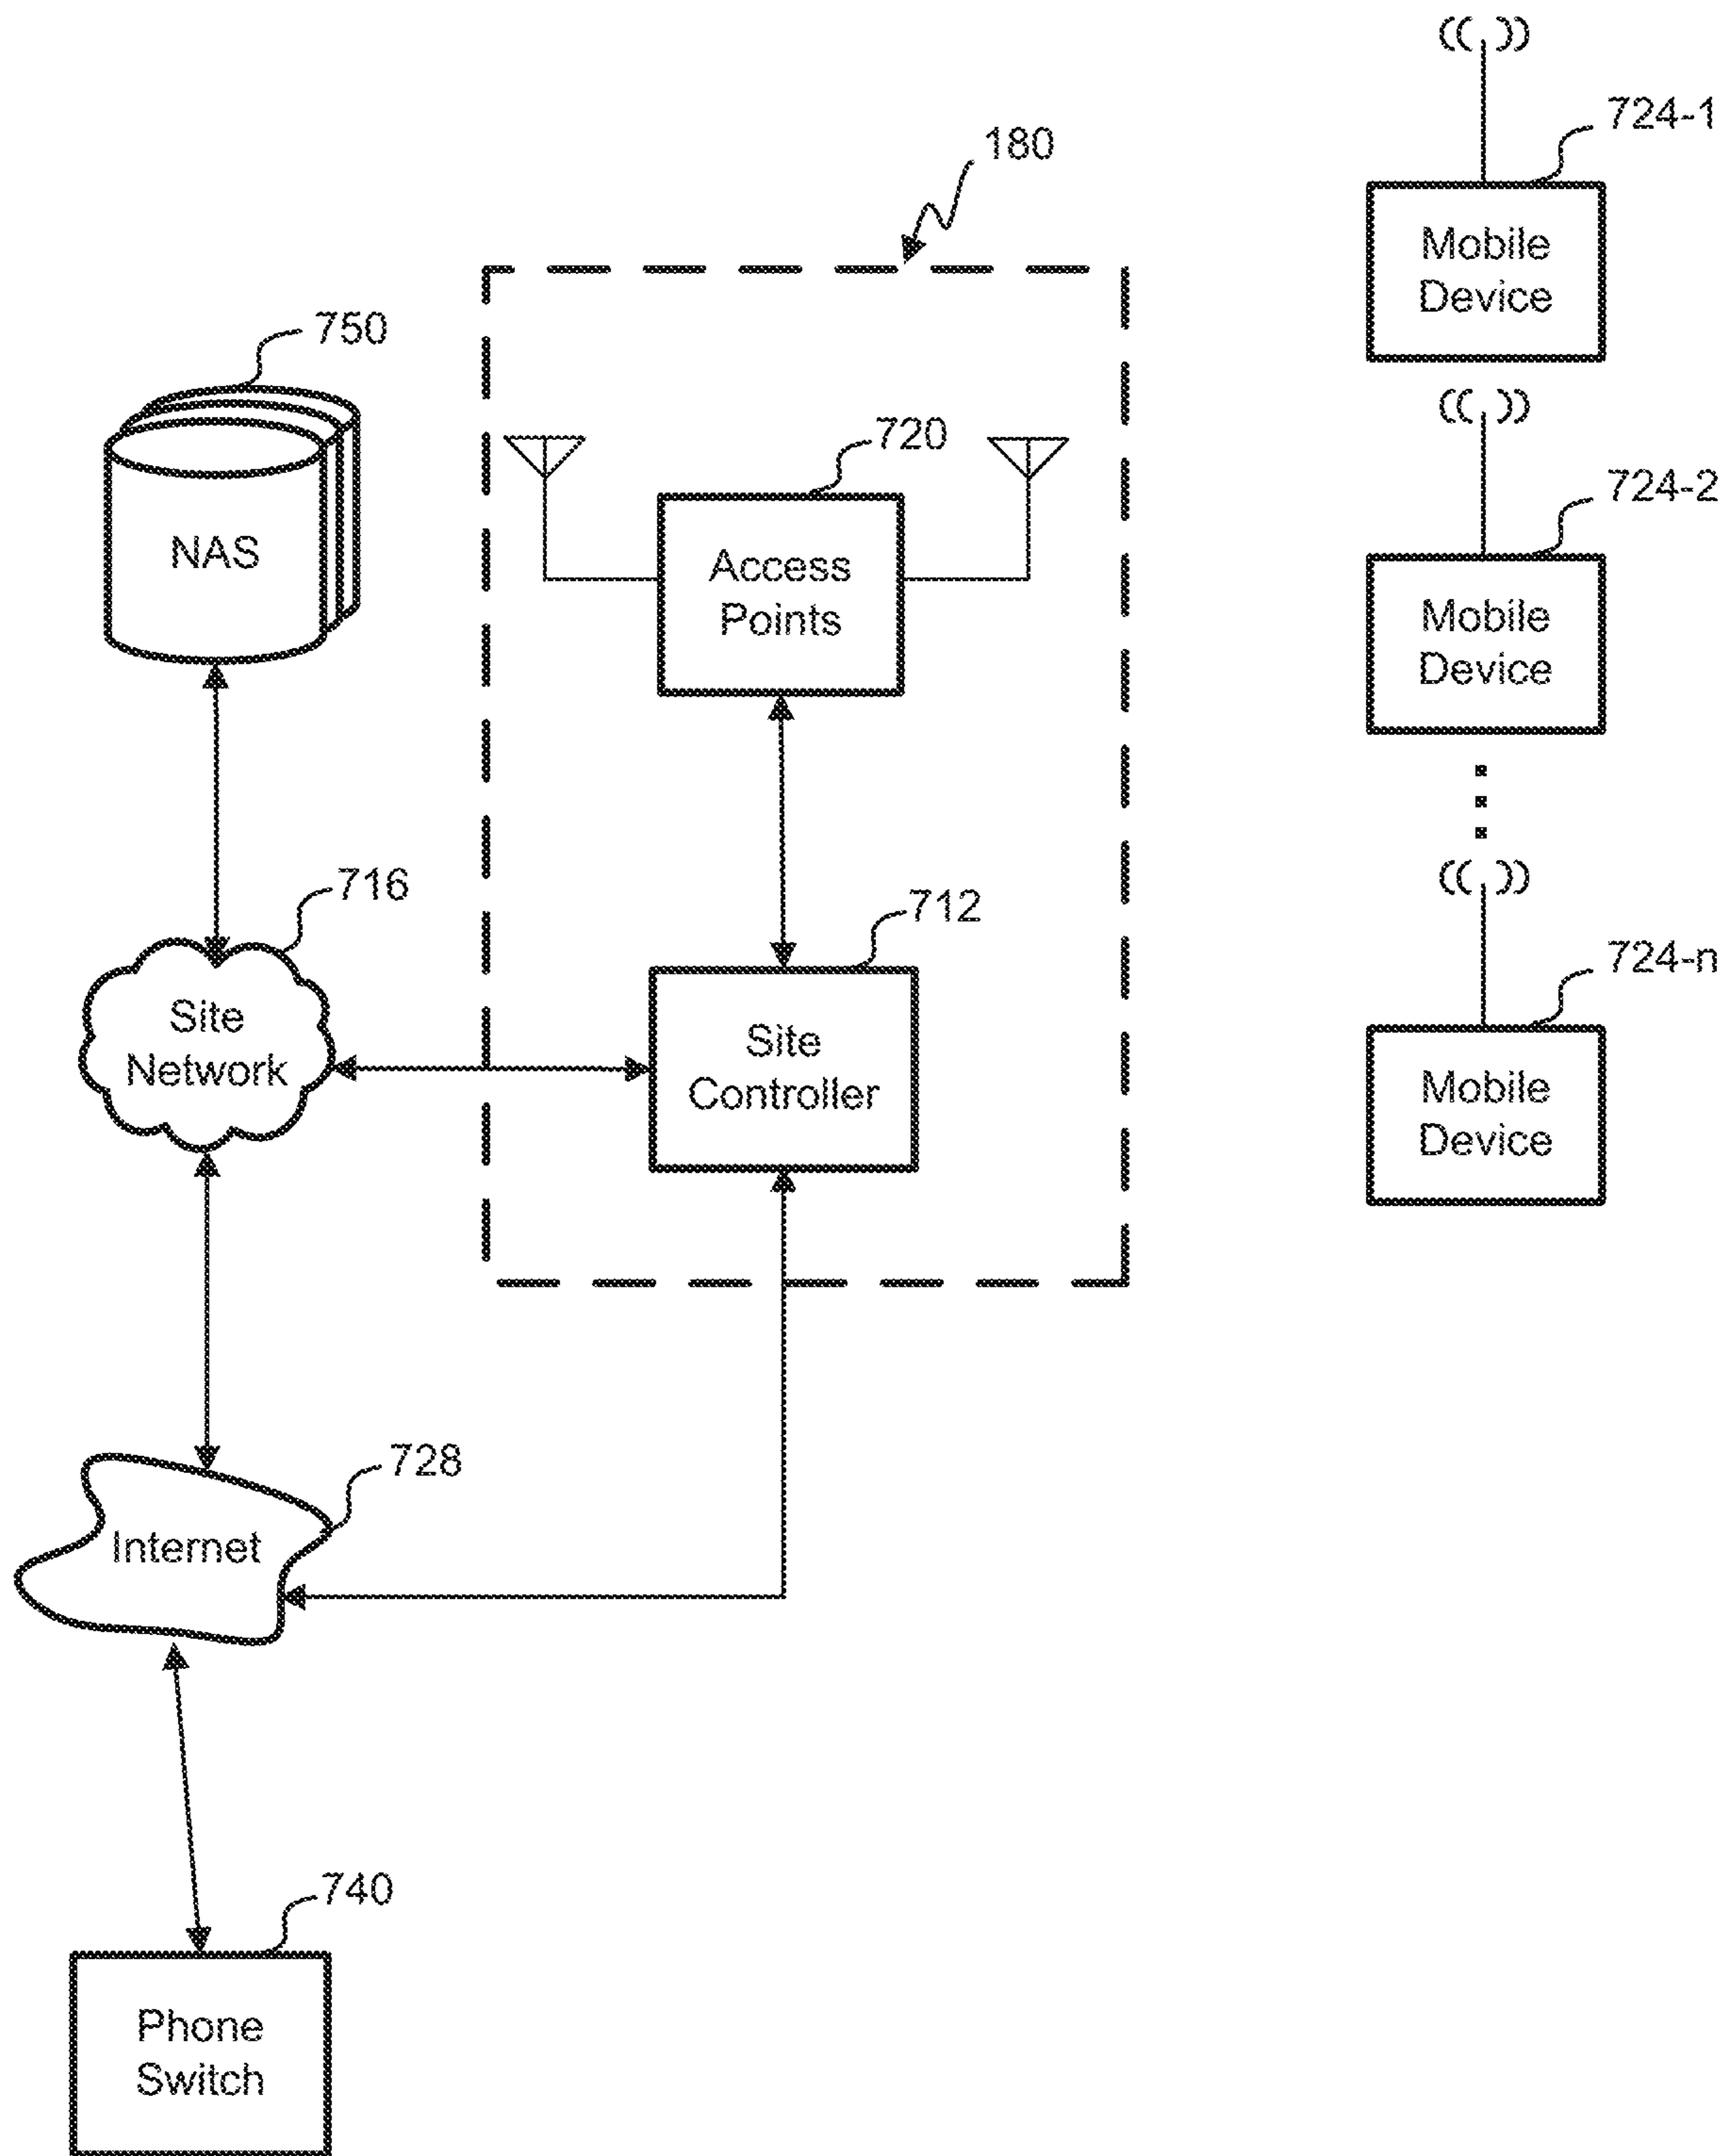 724-1
180
Mobile
Device
750
720
724-2
NAS
Access
Points
Mobile
Device
716
712
724-n
Site
Network
Site
Controller
Mobile
Device
728
Internet
740
Phone
Switch